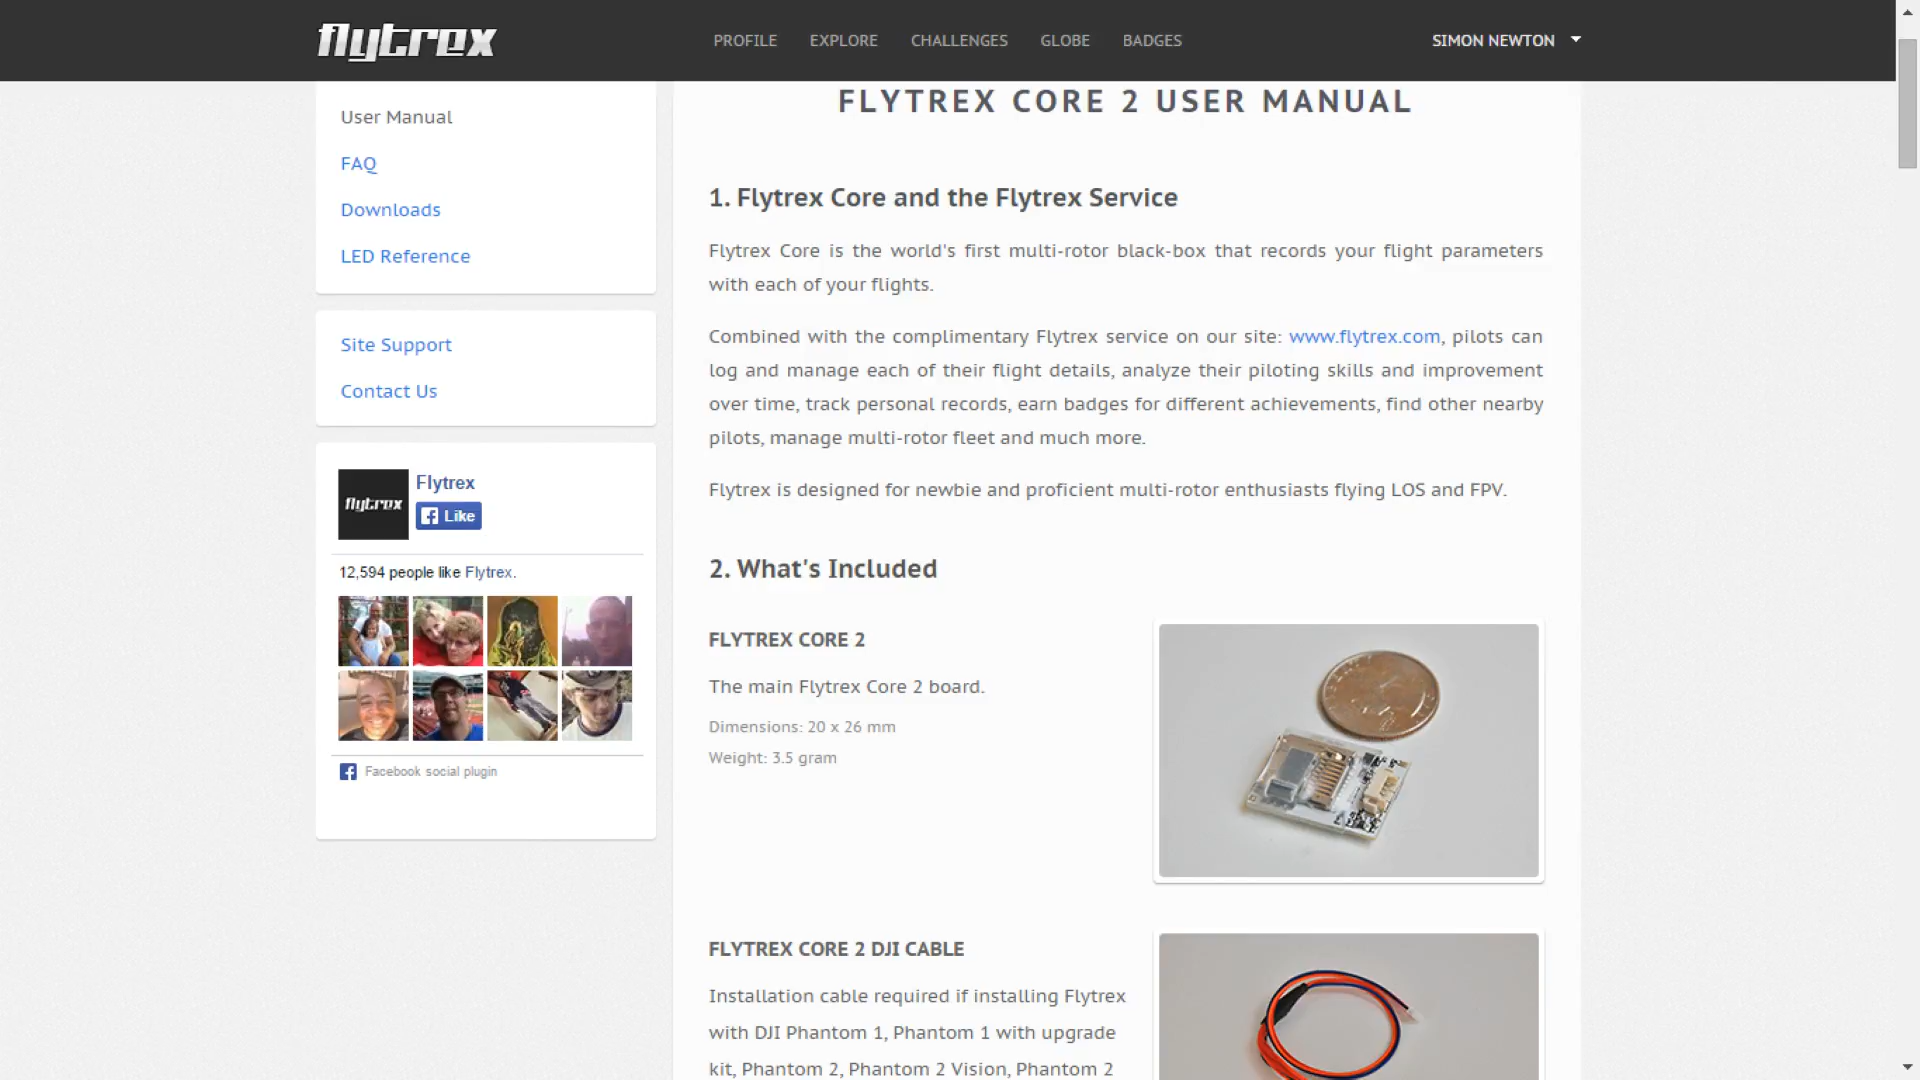 flytrex
PROFILE
EXPLORE
CHALLENGES
GLOBE
BADGES
SIMON NEWTON
User Manual
FAQ
Downloads
LED Reference
Site Support
Contact Us
flytrex
Flytrex
Like
12,594 people like Flytrex.
Facebook social plugin
FLYTREX CORE 2 USER MANUAL
1. Flytrex Core and the Flytrex Service
Flytrex Core is the world's first multi-rotor black-box that records your flight parameters
with each of your flights.
Combined with the complimentary Flytrex service on our site: www.flytrex.com, pilots can
log and manage each of their flight details, analyze their piloting skills and improvement
over time, track personal records, earn badges for different achievements, find other nearby
pilots, manage multi-rotor fleet and much more.
Flytrex is designed for newbie and proficient multi-rotor enthusiasts flying LOS and FPV.
2. What's Included
FLYTREX CORE 2
The main Flytrex Core 2 board.
Dimensions: 20 x 26 mm
Weight: 3.5 gram
FLYTREX CORE 2 DJI CABLE
Installation cable required if installing Flytrex
with DJI Phantom 1, Phantom 1 with upgrade
kit, Phantom 2, Phantom 2 Vision, Phantom 2